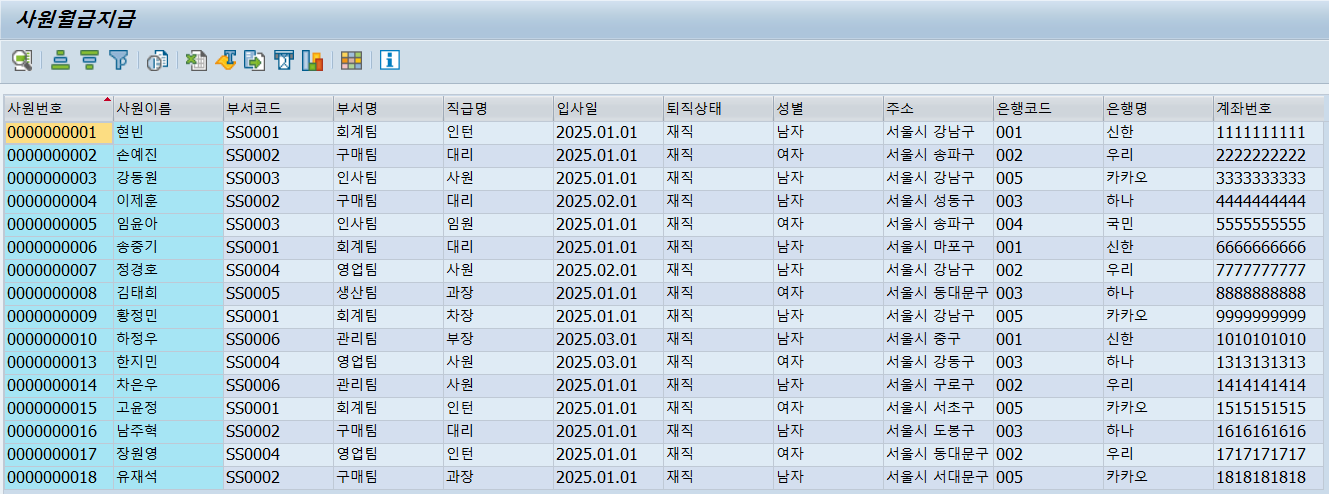 사원월급지급
사원번호 사원이름 부서코드 부서명 직급명 입사일 퇴직상태 성별 주소 은행코드 은행명 계좌번호
0000000001 현빈 SS0001 회계팀 인턴 2025.01.01 재직 남자 서울시 강남구 001 신한 1111111111
0000000002 손예진 SS0002 구매팀 대리 2025.01.01 재직 여자 서울시 송파구 002 우리 2222222222
0000000003 강동원 SS0003 인사팀 사원 2025.01.01 재직 남자 서울시 강남구 005 카카오 3333333333
0000000004 이제훈 SS0002 구매팀 대리 2025.02.01 재직 남자 서울시 성동구 003 하나 4444444444
0000000005 임윤아 SS0003 인사팀 임원 2025.01.01 재직 여자 서울시 송파구 004 국민 5555555555
0000000006 송중기 SS0001 회계팀 대리 2025.01.01 재직 남자 서울시 마포구 001 신한 6666666666
0000000007 정경호 SS0004 영업팀 사원 2025.02.01 재직 남자 서울시 강남구 002 우리 7777777777
0000000008 김태희 SS0005 생산팀 과장 2025.01.01 재직 여자 서울시 동대문구 003 하나 8888888888
0000000009 황정민 SS0001 회계팀 차장 2025.01.01 재직 남자 서울시 강남구 005 카카오 9999999999
0000000010 하정우 SS0006 관리팀 부장 2025.03.01 재직 남자 서울시 중구 001 신한 1010101010
0000000013 한지민 SS0004 영업팀 사원 2025.03.01 재직 여자 서울시 강동구 003 하나 1313131313
0000000014 차은우 SS0006 관리팀 사원 2025.01.01 재직 남자 서울시 구로구 002 우리 1414141414
0000000015 고윤정 SS0001 회계팀 인턴 2025.01.01 재직 여자 서울시 서초구 005 카카오 1515151515
0000000016 남주혁 SS0002 구매팀 대리 2025.01.01 재직 남자 서울시 도봉구 003 하나 1616161616
0000000017 장원영 SS0004 영업팀 인턴 2025.01.01 재직 여자 서울시 동대문구 002 우리 1717171717
0000000018 유재석 SS0002 구매팀 과장 2025.01.01 재직 남자 서울시 서대문구 005 카카오 1818181818